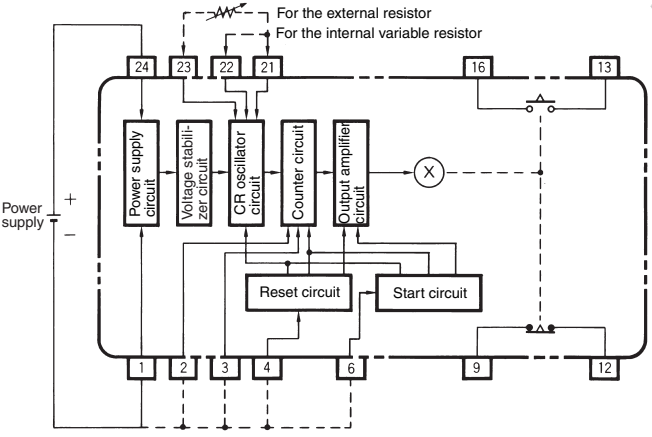 For the external resistor
For the internal variable resistor
24
23
22
21
16
13
Power supply
circuit
Voltage stabili-
zer circuit
CR oscillator
circuit
Counter circuit
Output amplifier
circuit
X
+
Power
supply
−
Reset circuit
Start circuit
1
2
3
4
6
9
12